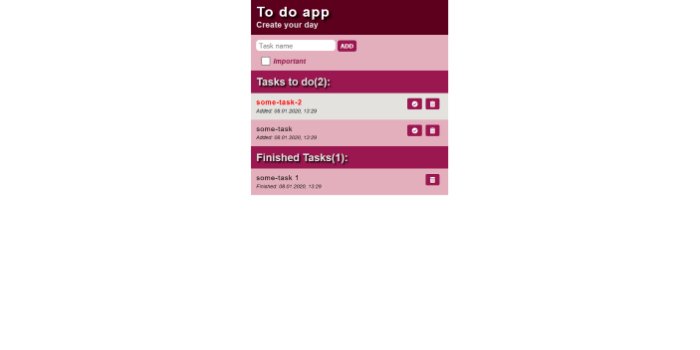 To do app
Create your day
Task name
ADD
Important
Tasks to do(2):
some-task-2
Added: 08.01.2020, 13:29
some-task
Added: 08.01.2020, 13:29
Finished Tasks(1):
some-task 1
Finished: 08.01.2020, 13:29